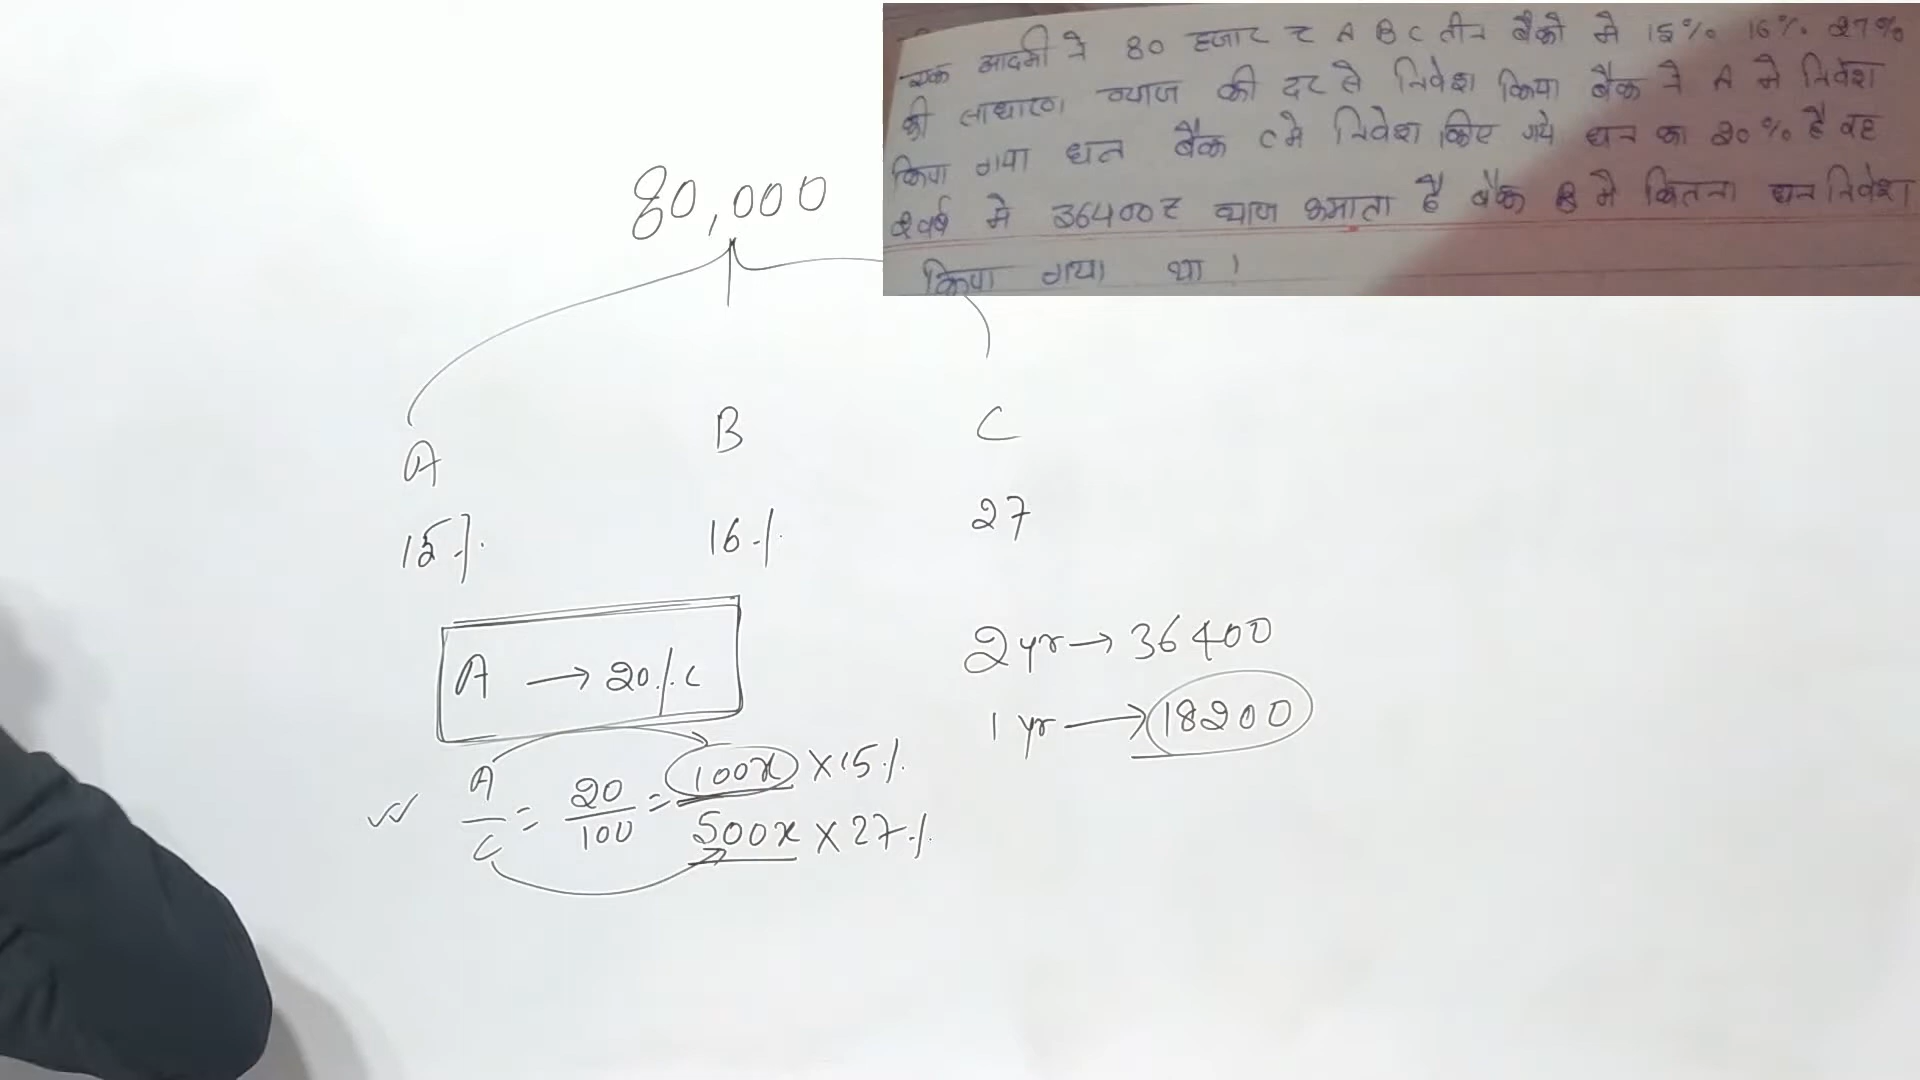 एक आदमी ने 80 हजार ₹ A B C तीन बैंको मे 15% 16% 27%
की साधारण ब्याज की दर से निवेश किया बैंक ने A मे निवेश
किया गया धन बैंक C मे निवेश किए गये धन का 20% है वह
2 वर्ष मे 36400₹ ब्याज कमाता है बैंक B मे कितना धन निवेश
किया गया था।
80,000
A B C
15% 16% 27
A → 20% C
2 yr → 36400
1 yr → 18200
A/C = 20/100 = 100x × 15%
500x × 27%